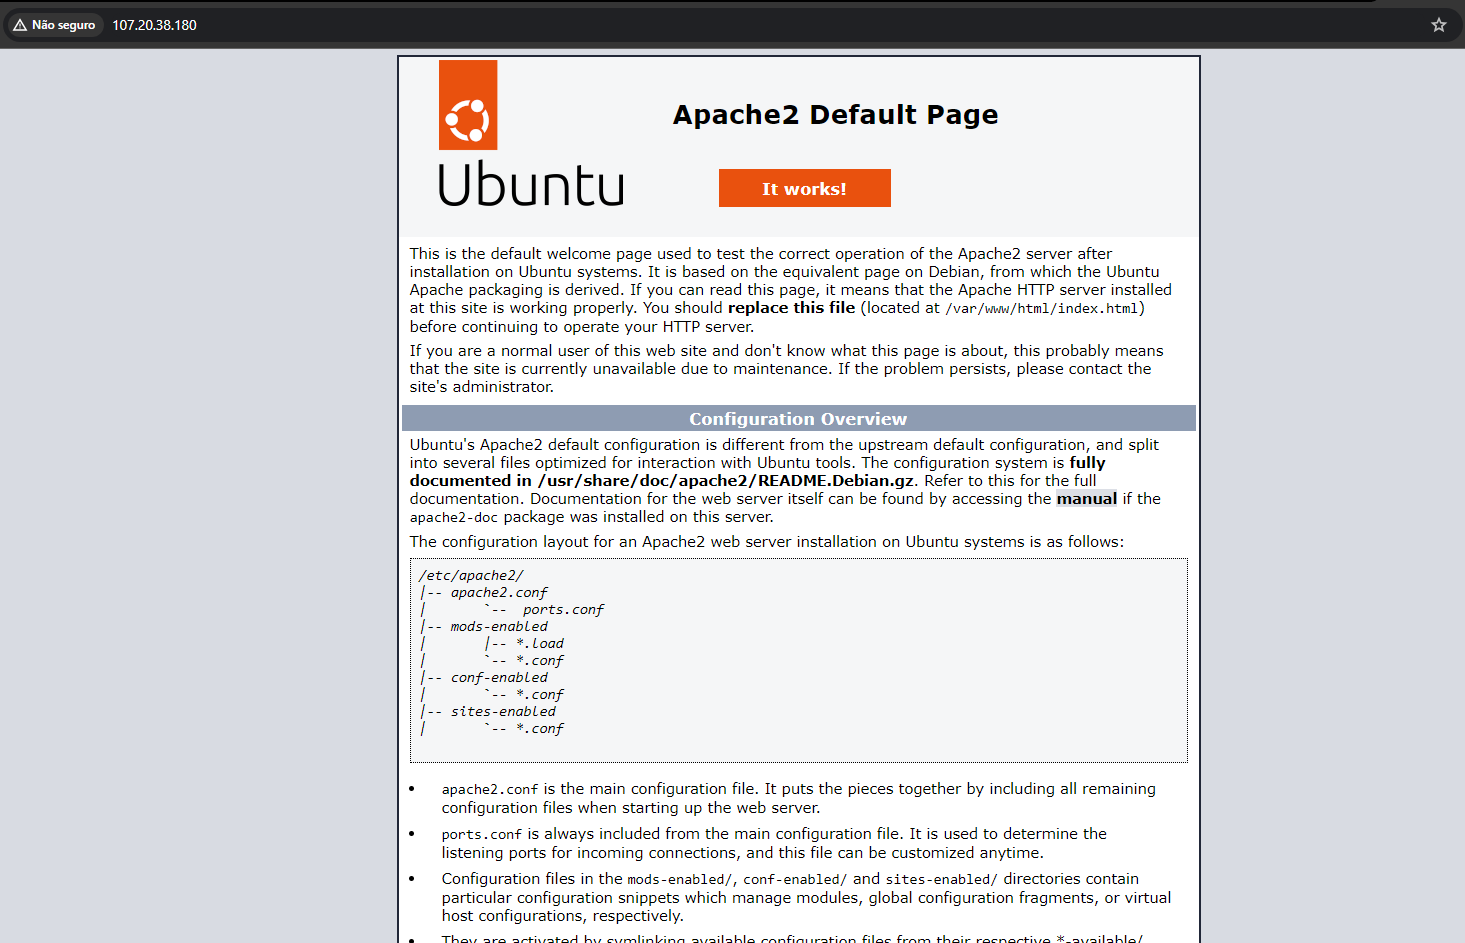 Não seguro
107.20.38.180
Ubuntu
Apache2 Default Page
It works!
This is the default welcome page used to test the correct operation of the Apache2 server after
installation on Ubuntu systems. It is based on the equivalent page on Debian, from which the Ubuntu
Apache packaging is derived. If you can read this page, it means that the Apache HTTP server installed
at this site is working properly. You should replace this file (located at /var/www/html/index.html)
before continuing to operate your HTTP server.
If you are a normal user of this web site and don't know what this page is about, this probably means
that the site is currently unavailable due to maintenance. If the problem persists, please contact the
site's administrator.
Configuration Overview
Ubuntu's Apache2 default configuration is different from the upstream default configuration, and split
into several files optimized for interaction with Ubuntu tools. The configuration system is fully
documented in /usr/share/doc/apache2/README.Debian.gz. Refer to this for the full
documentation. Documentation for the web server itself can be found by accessing the manual if the
apache2-doc package was installed on this server.
The configuration layout for an Apache2 web server installation on Ubuntu systems is as follows:
/etc/apache2/
|-- apache2.conf
|       `--  ports.conf
|-- mods-enabled
|       |-- *.load
|       `-- *.conf
|-- conf-enabled
|       `-- *.conf
|-- sites-enabled
|       `-- *.conf
• apache2.conf is the main configuration file. It puts the pieces together by including all remaining
configuration files when starting up the web server.
• ports.conf is always included from the main configuration file. It is used to determine the
listening ports for incoming connections, and this file can be customized anytime.
• Configuration files in the mods-enabled/, conf-enabled/ and sites-enabled/ directories contain
particular configuration snippets which manage modules, global configuration fragments, or virtual
host configurations, respectively.
• They are activated by symlinking available configuration files from their respective *-available/